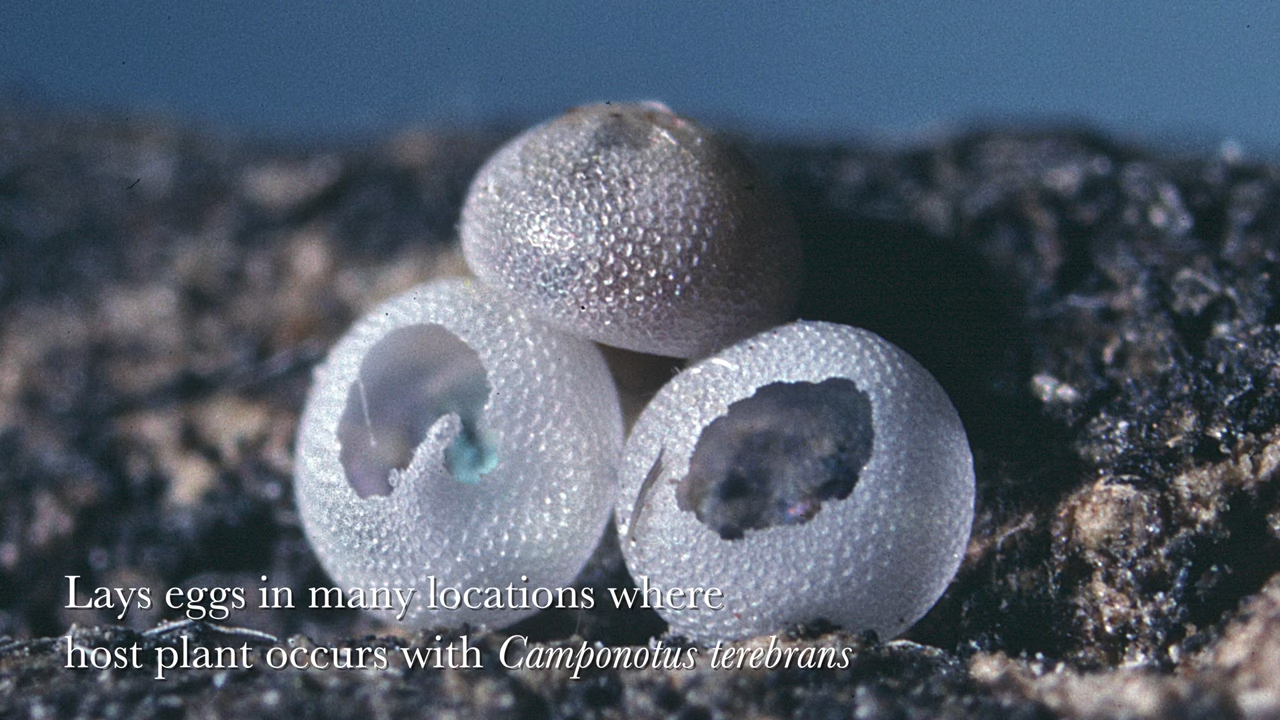 Lays eggs in many locations where
host plant occurs with Camponotus terebrans